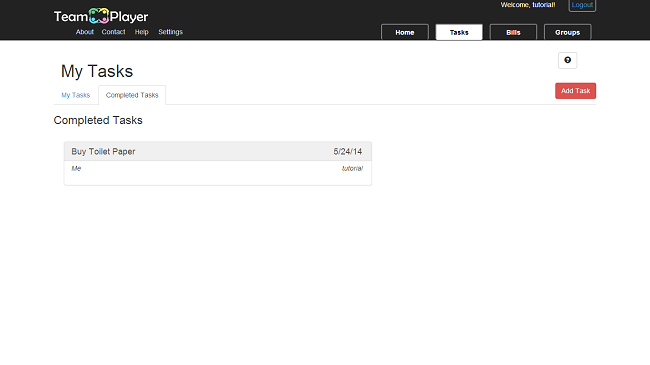 Welcome, tutorial! Logout
Team Player
About Contact Help Settings
Home Tasks Bills Groups
My Tasks
My Tasks Completed Tasks
Add Task
Completed Tasks
Buy Toilet Paper 5/24/14
Me tutorial